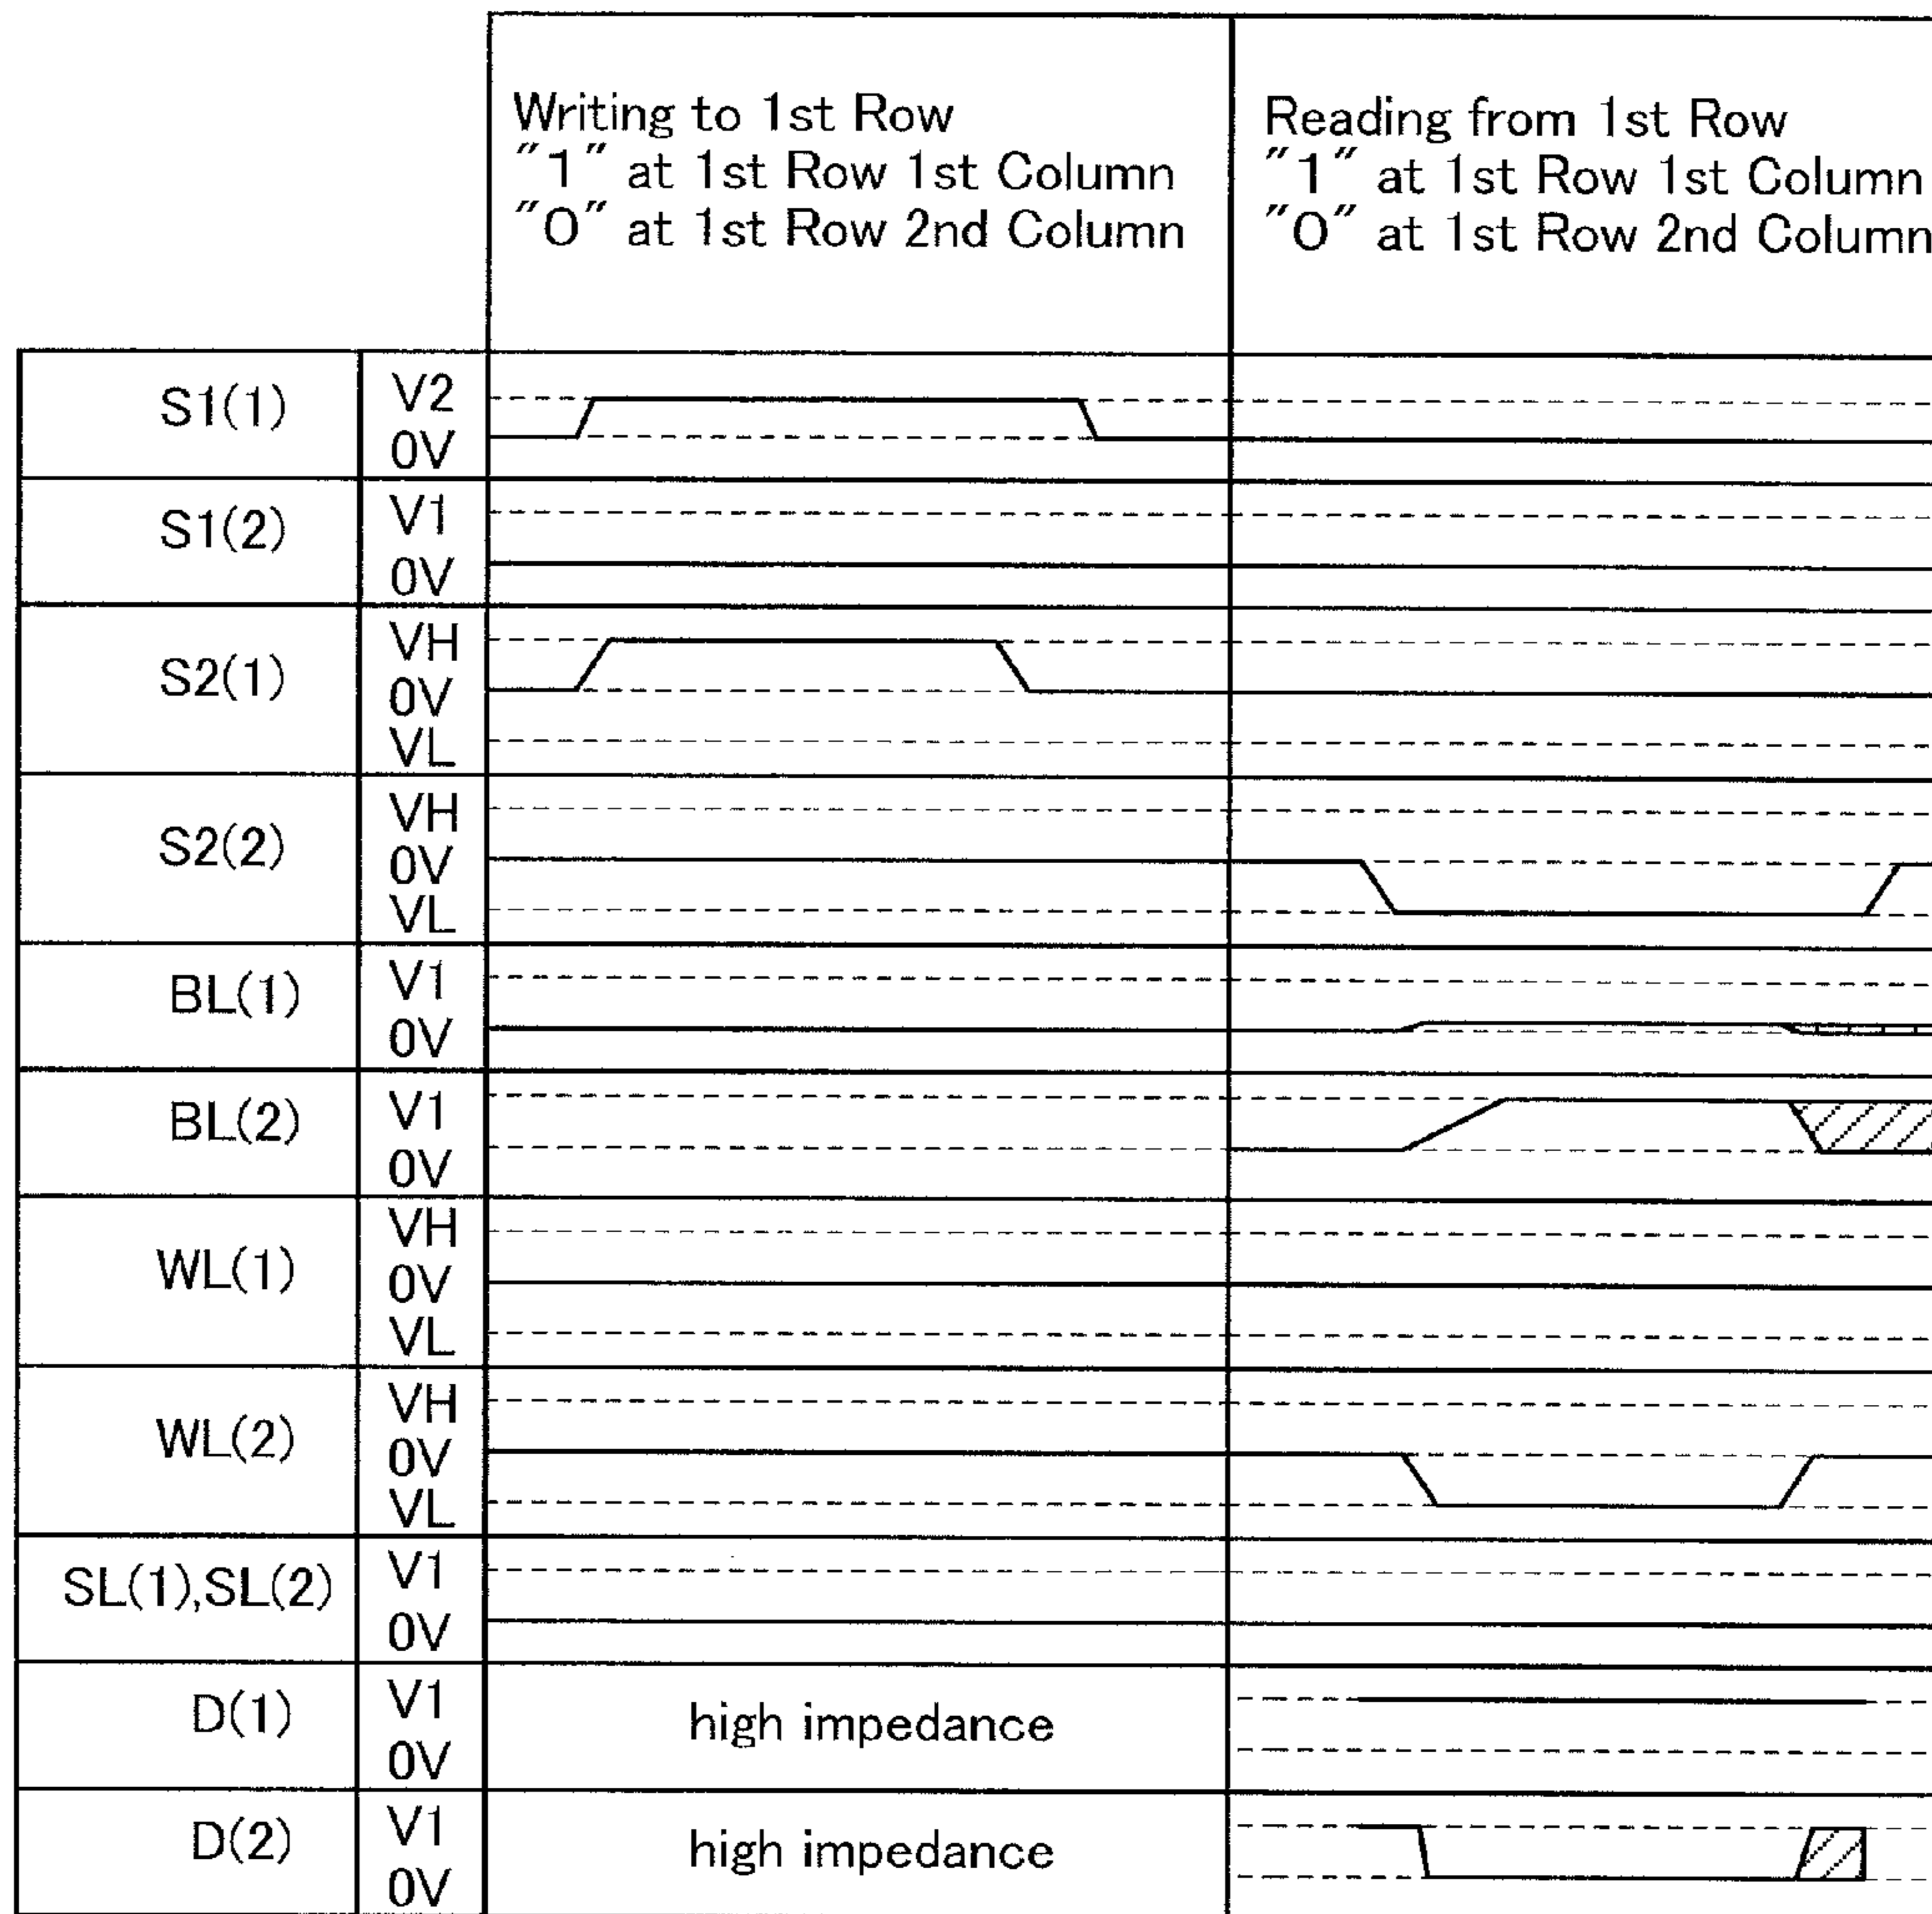 Writing to 1st Row
"1" at 1st Row 1st Column
"0" at 1st Row 2nd Column
Reading from 1st Row
"1" at 1st Row 1st Column
"0" at 1st Row 2nd Column
S1(1)
V2
0V
S1(2)
V1
0V
S2(1)
VH
0V
VL
S2(2)
VH
0V
VL
BL(1)
V1
0V
BL(2)
V1
0V
WL(1)
VH
0V
VL
WL(2)
VH
0V
VL
SL(1),SL(2)
V1
0V
D(1)
V1
0V
high impedance
D(2)
V1
0V
high impedance